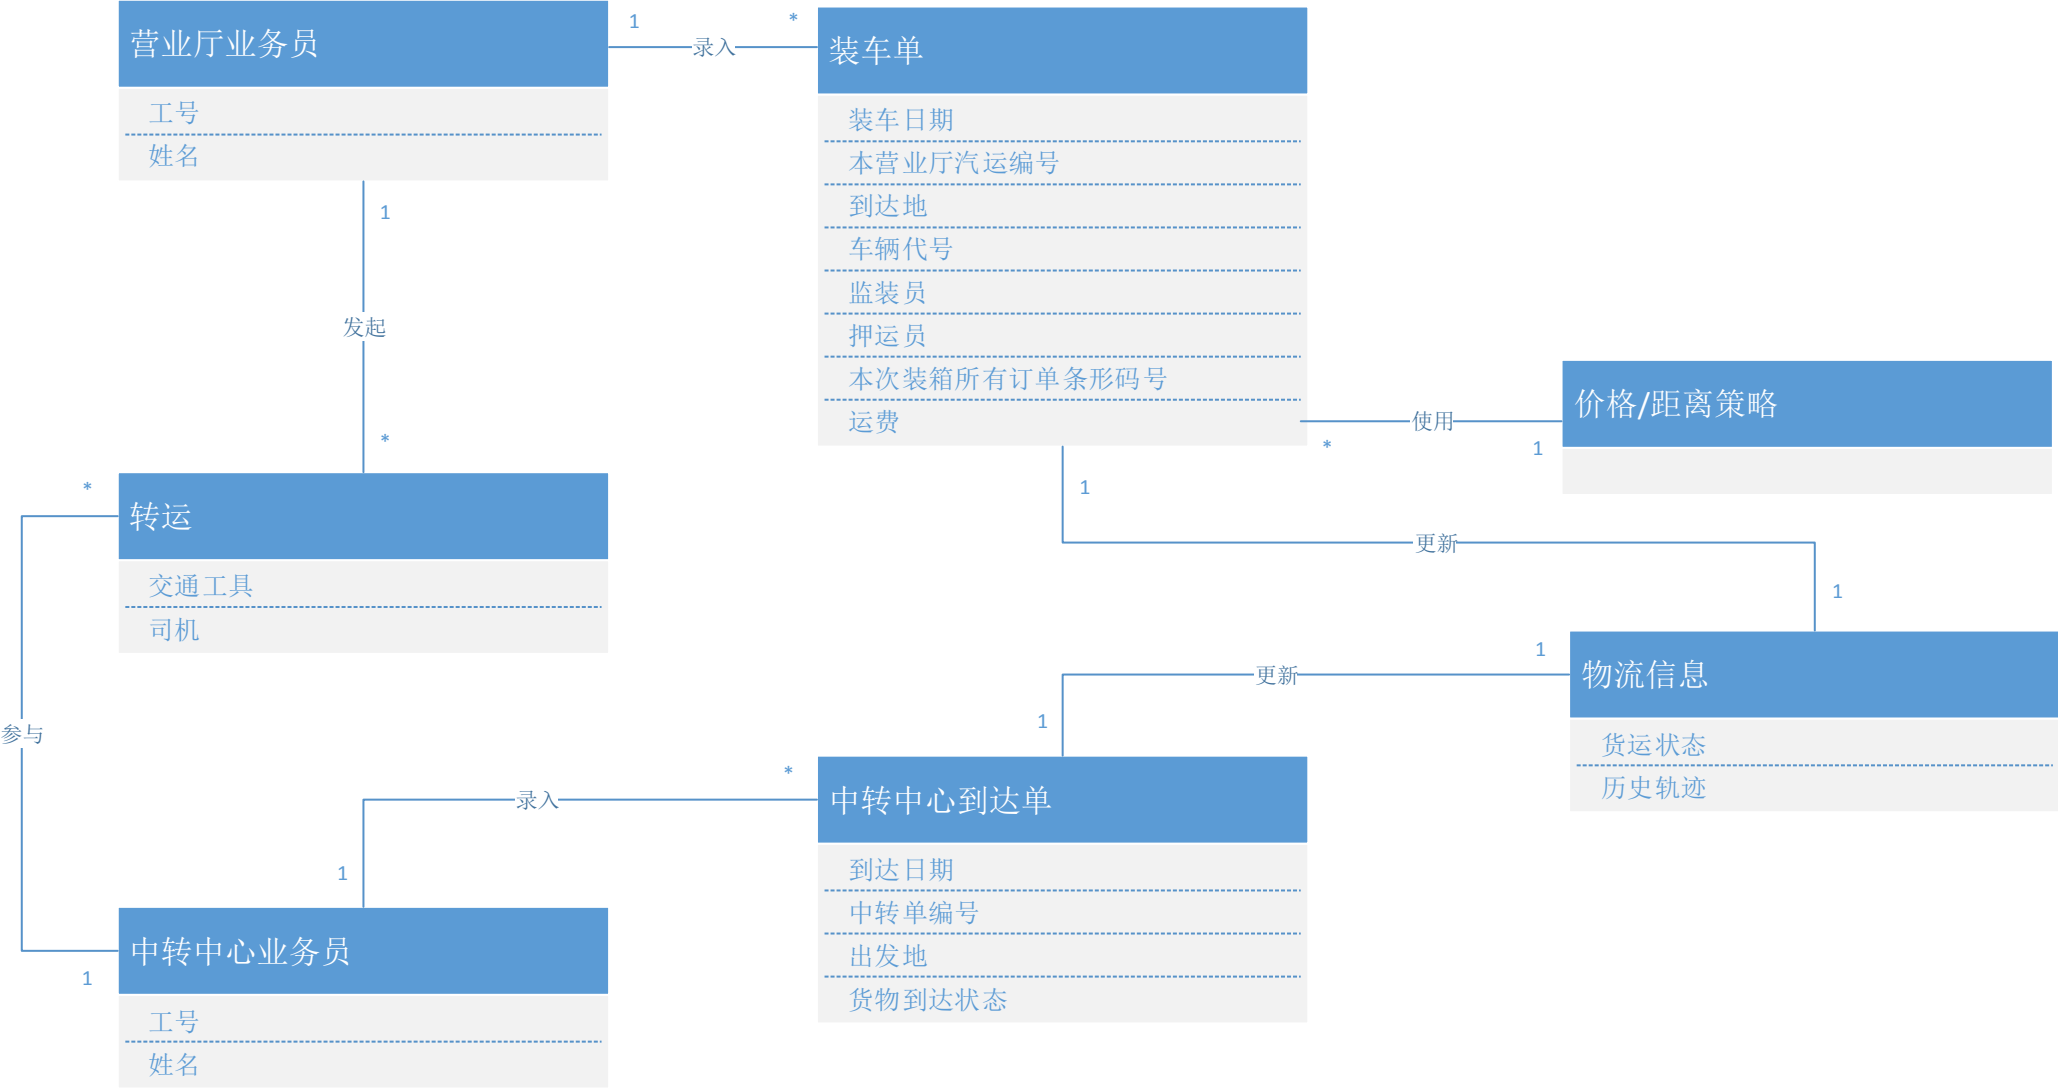 营业厅业务员
工号
姓名
1
录入
*
装车单
装车日期
本营业厅汽运编号
到达地
车辆代号
监装员
押运员
本次装箱所有订单条形码号
运费
1
发起
*
*
使用
1
价格/距离策略
*
转运
交通工具
司机
1
更新
1
参与
1
更新
1
物流信息
货运状态
历史轨迹
1
录入
*
中转中心到达单
到达日期
中转单编号
出发地
货物到达状态
1
中转中心业务员
工号
姓名